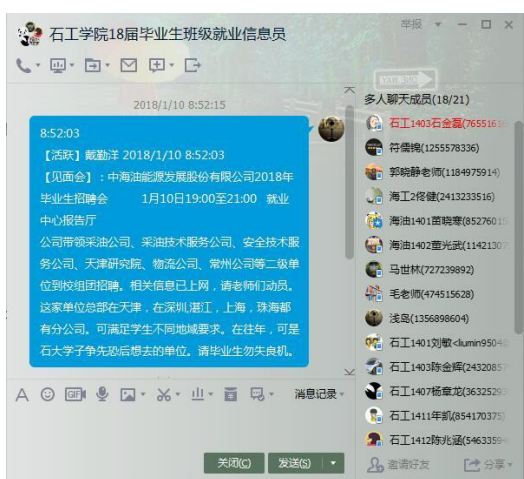 石工学院18届毕业生班级就业信息员
举报
2018/1/10 8:52:15
8:52:03
【活跃】戴勤洋 2018/1/10 8:52:03
【见面会】:中海油能源发展股份有限公司2018年
毕业生招聘会 1月10日19:00至21:00 就业
中心报告厅
公司带领采油公司、采油技术服务公司、安全技术服
务公司、天津研究院、物流公司、常州公司等二级单
位到校组团招聘。相关信息已上网,请老师们动员。
这家单位总部在天津,在深圳,湛江,上海,珠海都
有分公司。可满足学生不同地域要求。在往年,可是
石大学子争先恐后想去的单位。请毕业生勿失良机。
消息记录
关闭(C)
发送(S)
多人聊天成员(18/21)
石工1403石金磊(7655161
符儒锦(1255578336)
郭晓静老师(1184975914)
海工2佟健(2413233516)
海油1401苗晓寒(85276015
海油1402董光武(11421307
马世林(727239892)
毛老师(474515628)
浅岛(1356898604)
石工1401刘敏<liumin9504
石工1403陈金辉(24320857
石工1407杨章龙(36325293
石工1411年凯(854170375)
石工1412陈兆涵(5463359
邀请好友
分享